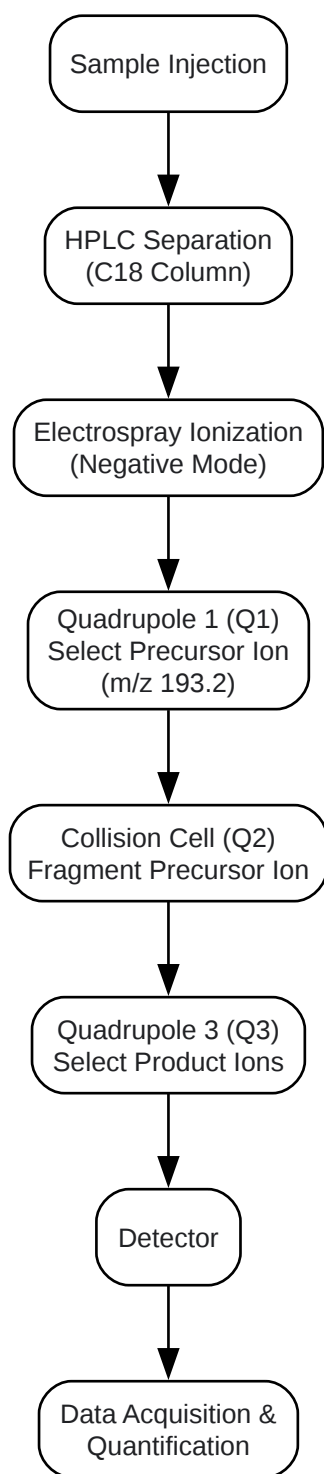 Sample Injection
HPLC Separation
(C18 Column)
Electrospray Ionization
(Negative Mode)
Quadrupole 1 (Q1)
Select Precursor Ion
(m/z 193.2)
Collision Cell (Q2)
Fragment Precursor Ion
Quadrupole 3 (Q3)
Select Product Ions
Detector
Data Acquisition &
Quantification